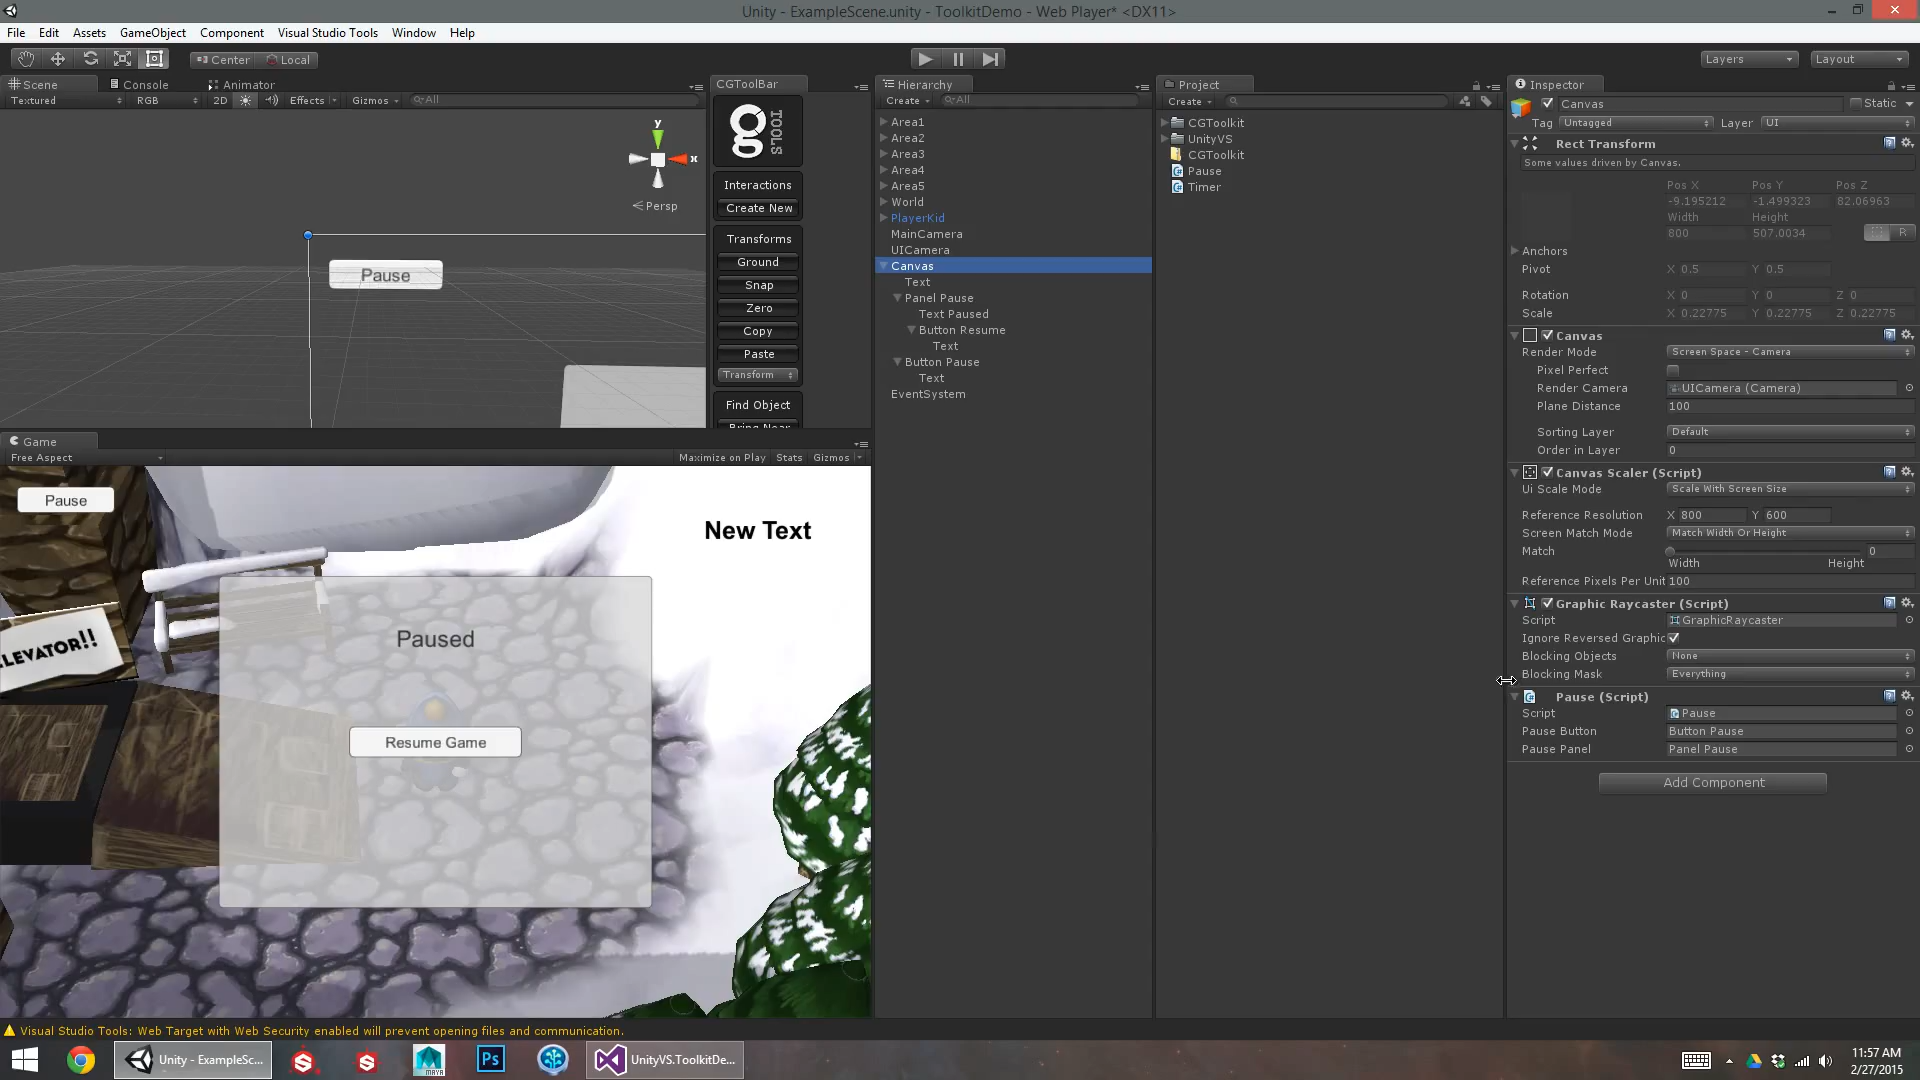 Unity - ExampleScene.unity - ToolkitDemo - Web Player* <DX11>
File Edit Assets GameObject Component Visual Studio Tools Window Help
Center Local
Layers Layout
Scene Console Animator
Textured RGB 2D Effects Gizmos All
y
x
Persp
Pause
CGToolBar
g TOOLS
Interactions
Create New
Transforms
Ground
Snap
Zero
Copy
Paste
Transform
Find Object
Bring Near
Hierarchy
Create All
Area1
Area2
Area3
Area4
Area5
World
PlayerKid
MainCamera
UICamera
Canvas
Text
Panel Pause
Text Paused
Button Resume
Text
Button Pause
Text
EventSystem
Project
Create
CGToolkit
UnityVS
CGToolkit
Pause
Timer
Inspector
Canvas Static
Tag Untagged Layer UI
Rect Transform
Some values driven by Canvas.
Pos X Pos Y Pos Z
-9.195212 -1.499323 82.06963
Width Height
800 507.0034 R
Anchors
Pivot X 0.5 Y 0.5
Rotation X 0 Y 0 Z 0
Scale X 0.22775 Y 0.22775 Z 0.22775
Canvas
Render Mode Screen Space - Camera
Pixel Perfect
Render Camera UICamera (Camera)
Plane Distance 100
Sorting Layer Default
Order in Layer 0
Canvas Scaler (Script)
Ui Scale Mode Scale With Screen Size
Reference Resolution X 800 Y 600
Screen Match Mode Match Width Or Height
Match 0
Width Height
Reference Pixels Per Unit 100
Graphic Raycaster (Script)
Script GraphicRaycaster
Ignore Reversed Graphic
Blocking Objects None
Blocking Mask Everything
Pause (Script)
Script Pause
Pause Button Button Pause
Pause Panel Panel Pause
Add Component
Game
Free Aspect Maximize on Play Stats Gizmos
Pause
New Text
ELEVATOR!!
Paused
Resume Game
Visual Studio Tools: Web Target with Web Security enabled will prevent opening files and communication.
Unity - ExampleSc...
MAYA
Ps
UnityVS.ToolkitDe...
11:57 AM
2/27/2015